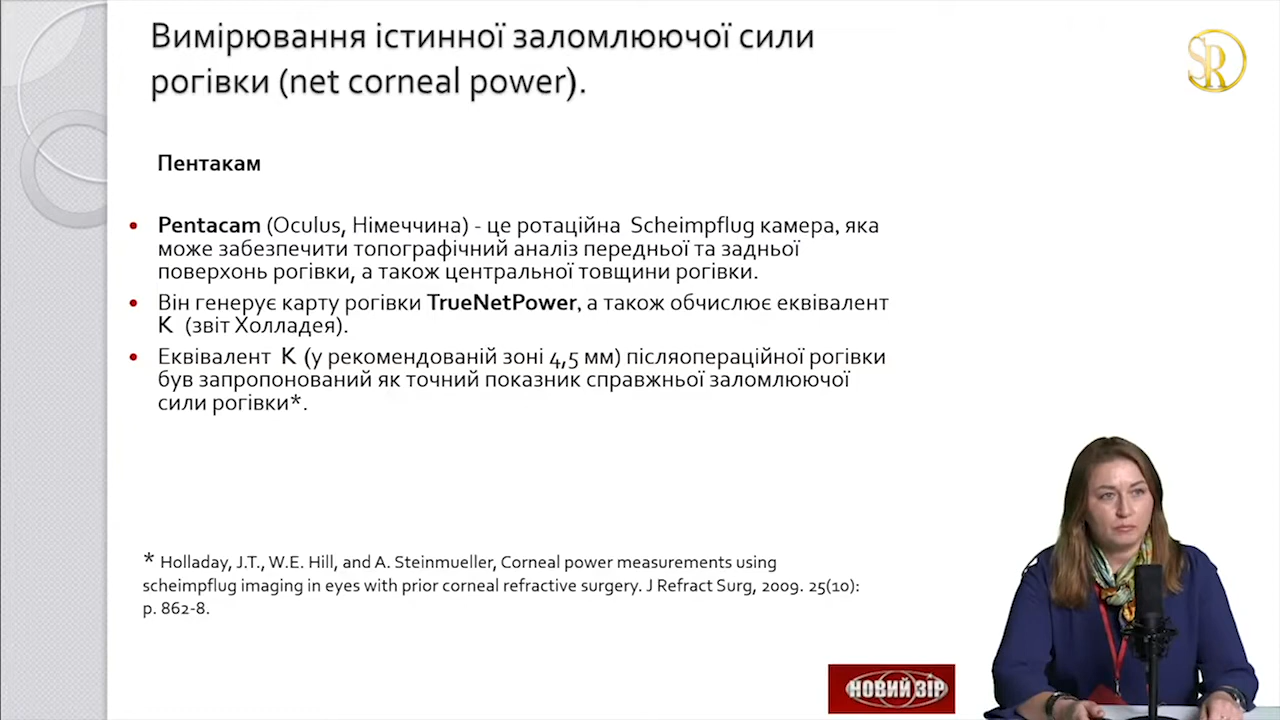 Вимірювання істинної заломлюючої сили
рогівки (net corneal power).
SR
Пентакам
• Pentacam (Oculus, Німеччина) - це ротаційна Scheimpflug камера, яка
може забезпечити топографічний аналіз передньої та задньої
поверхонь рогівки, а також центральної товщини рогівки.
• Він генерує карту рогівки TrueNetPower, а також обчислює еквівалент
К (звіт Холладея).
• Еквівалент К (у рекомендованій зоні 4,5 мм) післяопераційної рогівки
був запропонований як точний показник справжньої заломлюючої
сили рогівки*.
* Holladay, J.T., W.E. Hill, and A. Steinmueller, Corneal power measurements using
scheimpflug imaging in eyes with prior corneal refractive surgery. J Refract Surg, 2009. 25(10):
p. 862-8.
НОВИЙ ЗІР